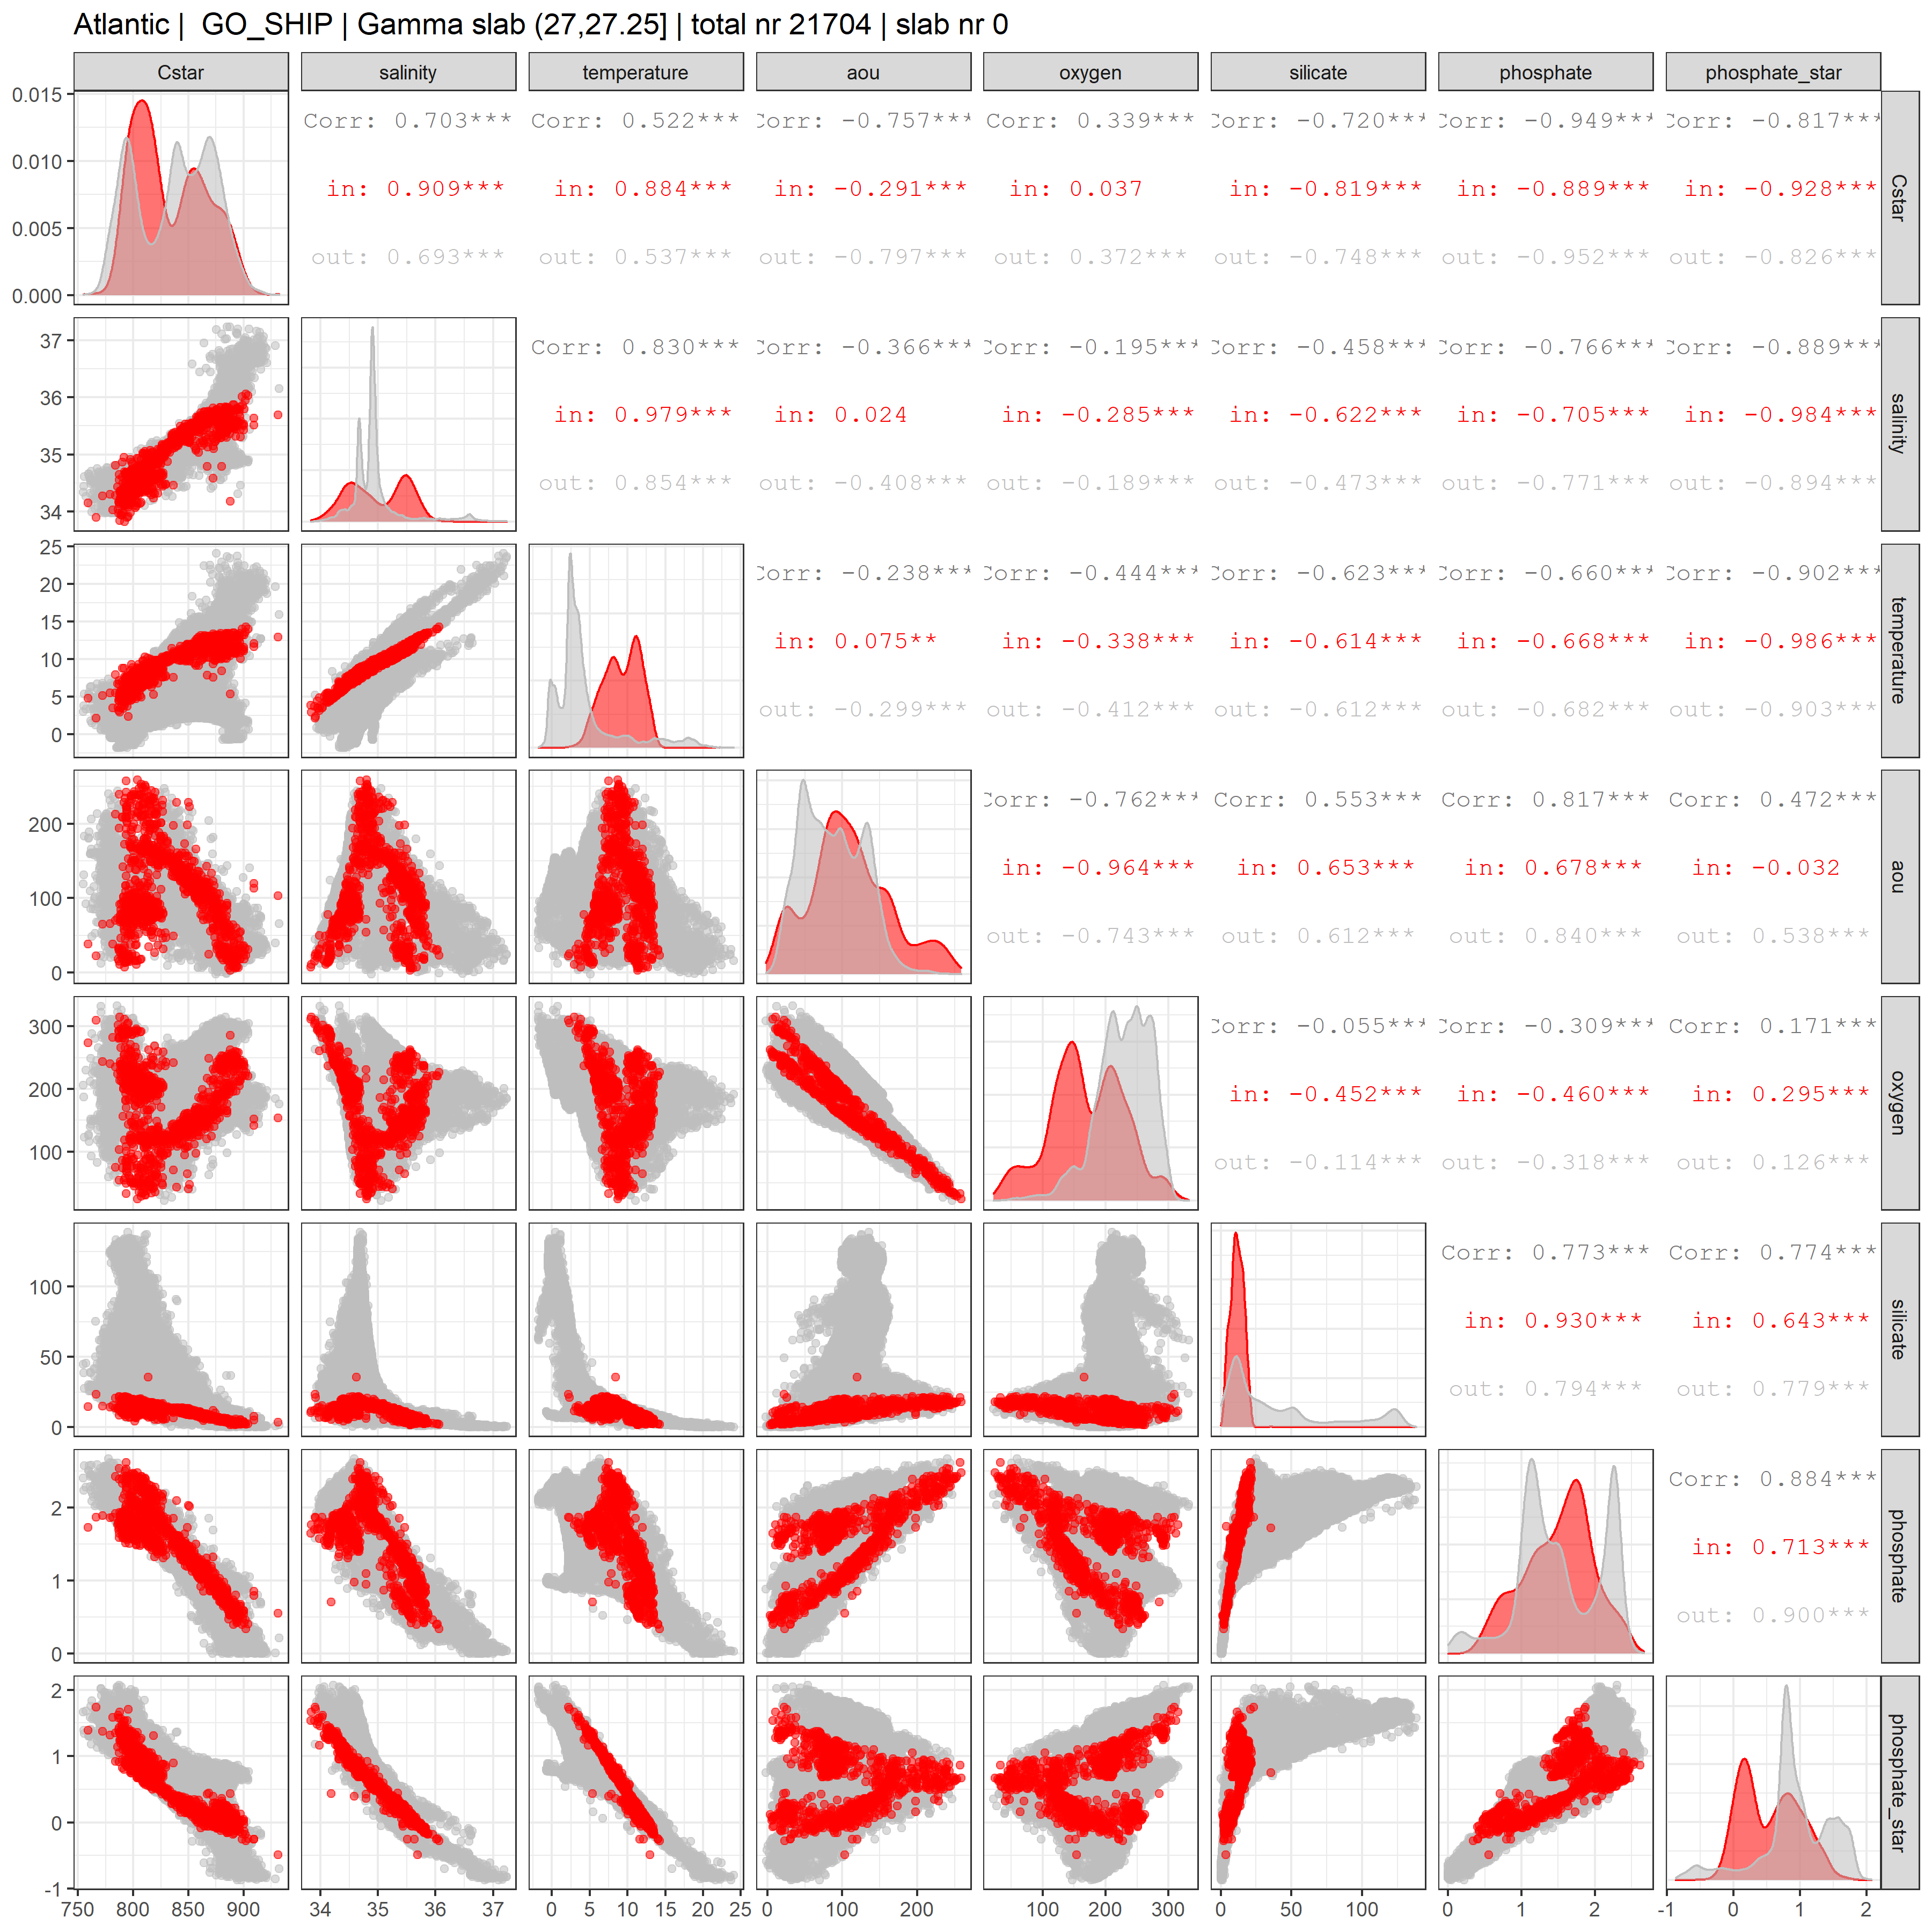 Atlantic |  GO_SHIP | Gamma slab (27,27.25] | total nr 21704 | slab nr 0
Cstar salinity temperature aou oxygen silicate phosphate phosphate_star
0.015
0.010
0.005
0.000
Corr: 0.703*** Corr: 0.522*** Corr: -0.757*** Corr: 0.339*** Corr: -0.720*** Corr: -0.949*** Corr: -0.817***
in: 0.909*** in: 0.884*** in: -0.291*** in: 0.037 in: -0.819*** in: -0.889*** in: -0.928***
out: 0.693*** out: 0.537*** out: -0.797*** out: 0.372*** out: -0.748*** out: -0.952*** out: -0.826***
Cstar
37
36
35
34
Corr: 0.830*** Corr: -0.366*** Corr: -0.195*** Corr: -0.458*** Corr: -0.766*** Corr: -0.889***
in: 0.979*** in: 0.024 in: -0.285*** in: -0.622*** in: -0.705*** in: -0.984***
out: 0.854*** out: -0.408*** out: -0.189*** out: -0.473*** out: -0.771*** out: -0.894***
salinity
25
20
15
10
5
0
Corr: -0.238*** Corr: -0.444*** Corr: -0.623*** Corr: -0.660*** Corr: -0.902***
in: 0.075** in: -0.338*** in: -0.614*** in: -0.668*** in: -0.986***
out: -0.299*** out: -0.412*** out: -0.612*** out: -0.682*** out: -0.903***
temperature
200
100
0
Corr: -0.762*** Corr: 0.553*** Corr: 0.817*** Corr: 0.472***
in: -0.964*** in: 0.653*** in: 0.678*** in: -0.032
out: -0.743*** out: 0.612*** out: 0.840*** out: 0.538***
aou
300
200
100
Corr: -0.055*** Corr: -0.309*** Corr: 0.171***
in: -0.452*** in: -0.460*** in: 0.295***
out: -0.114*** out: -0.318*** out: 0.126***
oxygen
100
50
0
Corr: 0.773*** Corr: 0.774***
in: 0.930*** in: 0.643***
out: 0.794*** out: 0.779***
silicate
2
1
0
Corr: 0.884***
in: 0.713***
out: 0.900***
phosphate
2
1
0
-1
phosphate_star
750 800 850 900 34 35 36 37 0 5 10 15 20 25 0 100 200 100 200 300 0 50 100 0 1 2 -1 0 1 2